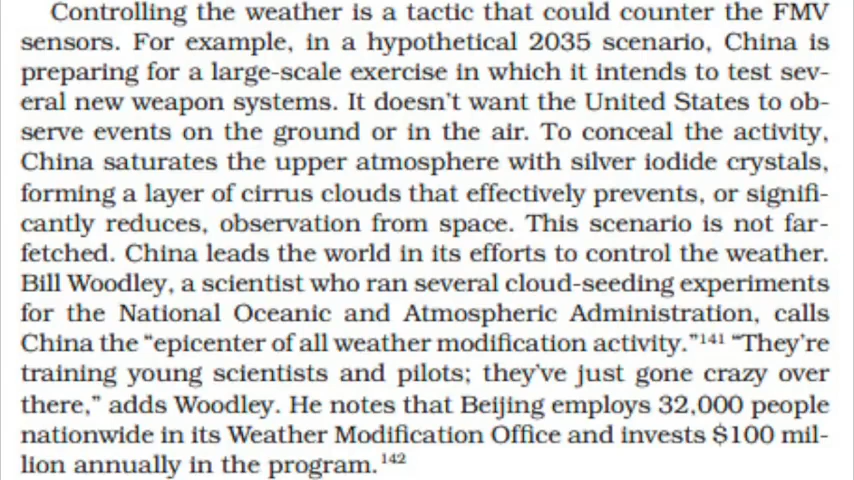 Controlling the weather is a tactic that could counter the FMV
sensors. For example, in a hypothetical 2035 scenario, China is
preparing for a large-scale exercise in which it intends to test sev-
eral new weapon systems. It doesn't want the United States to ob-
serve events on the ground or in the air. To conceal the activity,
China saturates the upper atmosphere with silver iodide crystals,
forming a layer of cirrus clouds that effectively prevents, or signifi-
cantly reduces, observation from space. This scenario is not far-
fetched. China leads the world in its efforts to control the weather.
Bill Woodley, a scientist who ran several cloud-seeding experiments
for the National Oceanic and Atmospheric Administration, calls
China the “epicenter of all weather modification activity.”¹⁴¹ “They're
training young scientists and pilots; they've just gone crazy over
there,” adds Woodley. He notes that Beijing employs 32,000 people
nationwide in its Weather Modification Office and invests $100 mil-
lion annually in the program.¹⁴²